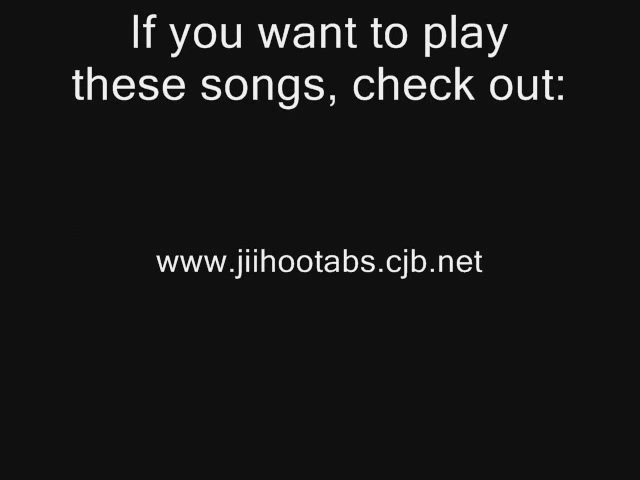 If you want to play
these songs, check out:
www.jiihootabs.cjb.net